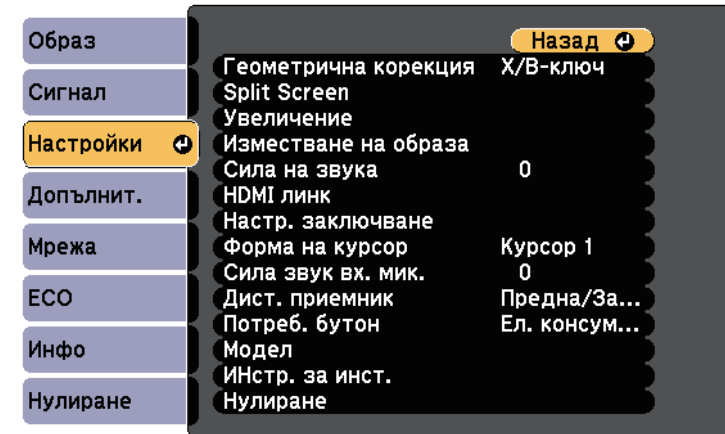 Образ
Сигнал
Настройки
Допълнит.
Мрежа
ECO
Инфо
Нулиране
Назад
Геометрична корекция Х/В-ключ
Split Screen
Увеличение
Изместване на образа
Сила на звука 0
HDMI линк
Настр. заключване
Форма на курсор Курсор 1
Сила звук вх. мик. 0
Дист. приемник Предна/За...
Потреб. бутон Ел. консум...
Модел
ИНстр. за инст.
Нулиране